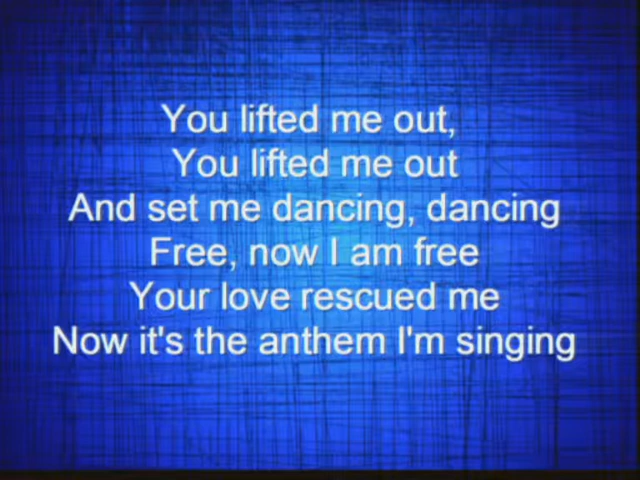 You lifted me out,
You lifted me out
And set me dancing, dancing
Free, now I am free
Your love rescued me
Now it's the anthem I'm singing